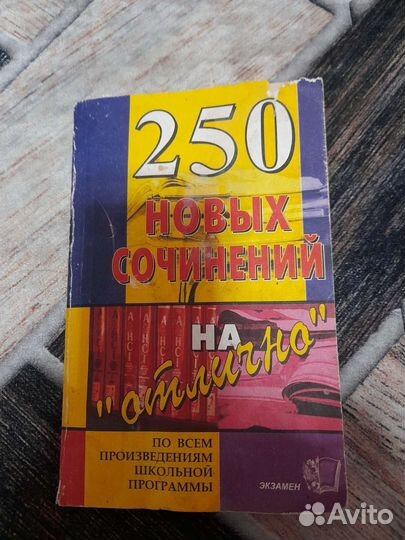 250
НОВЫХ
СОЧИНЕНИЙ
НА
"отлично"
ПО ВСЕМ
ПРОИЗВЕДЕНИЯМ
ШКОЛЬНОЙ
ПРОГРАММЫ
ЭКЗАМЕН
Avito